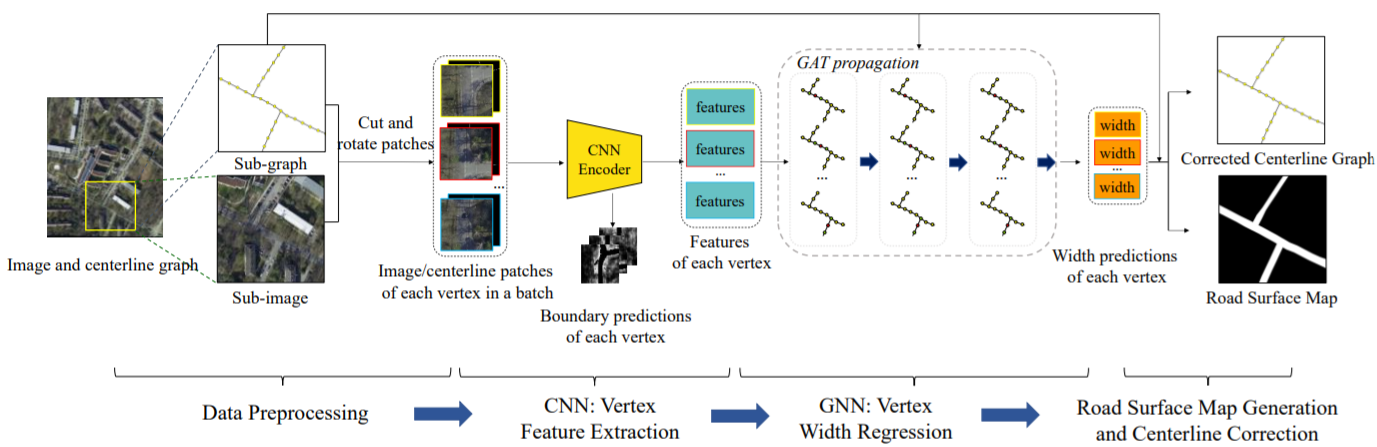 GAT propagation
Cut and
rotate patches
Sub-graph
CNN
Encoder
features
features
...
features
...
...
...
...
width
width
...
width
Corrected Centerline Graph
Image and centerline graph
Sub-image
Image/centerline patches
of each vertex in a batch
Boundary predictions
of each vertex
Features
of each vertex
Width predictions
of each vertex
Road Surface Map
Data Preprocessing
CNN: Vertex
Feature Extraction
GNN: Vertex
Width Regression
Road Surface Map Generation
and Centerline Correction